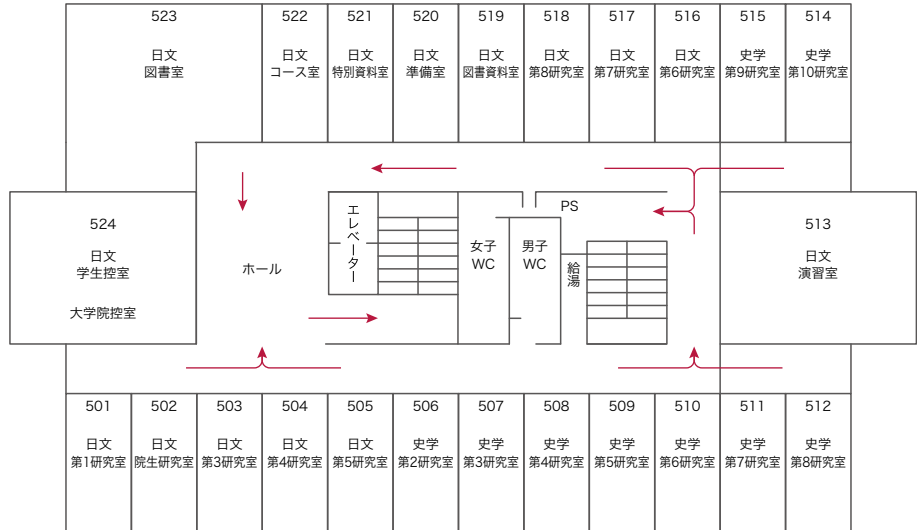 523
日文
図書室
522
日文
コース室
521
日文
特別資料室
520
日文
準備室
519
日文
図書資料室
518
日文
第8研究室
517
日文
第7研究室
516
日文
第6研究室
515
史学
第9研究室
514
史学
第10研究室
524
日文
学生控室
大学院控室
ホール
エレベーター
女子
WC
男子
WC
PS
給湯
513
日文
演習室
501
日文
第1研究室
502
日文
院生研究室
503
日文
第3研究室
504
日文
第4研究室
505
日文
第5研究室
506
史学
第2研究室
507
史学
第3研究室
508
史学
第4研究室
509
史学
第5研究室
510
史学
第6研究室
511
史学
第7研究室
512
史学
第8研究室